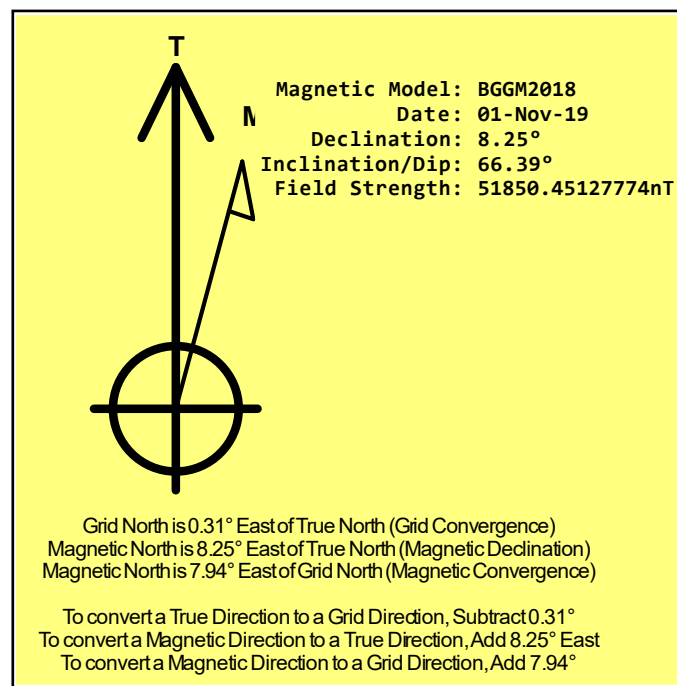 T
M
Magnetic Model: BGGM2018
Date: 01-Nov-19
Declination: 8.25°
Inclination/Dip: 66.39°
Field Strength: 51850.45127774nT
Grid North is 0.31° East of True North (Grid Convergence)
Magnetic North is 8.25° East of True North (Magnetic Declination)
Magnetic North is 7.94° East of Grid North (Magnetic Convergence)
To convert a True Direction to a Grid Direction, Subtract 0.31°
To convert a Magnetic Direction to a True Direction, Add 8.25° East
To convert a Magnetic Direction to a Grid Direction, Add 7.94°